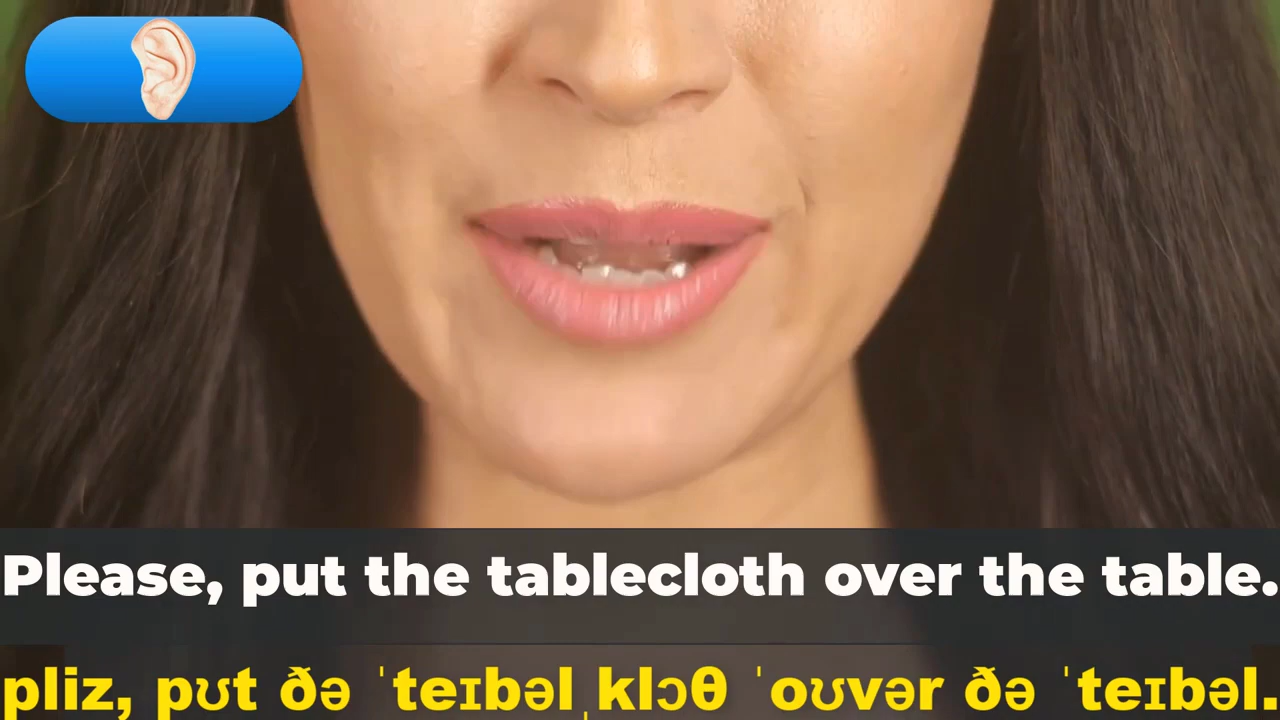 Please, put the tablecloth over the table.
pliz, pʊt ðə ˈteɪbəlˌklɔθ ˈoʊvər ðə ˈteɪbəl.